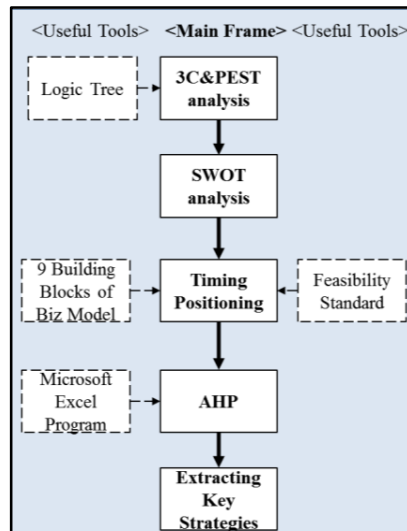 <Useful Tools> <Main Frame> <Useful Tools>
Logic Tree
3C&PEST
analysis
SWOT
analysis
9 Building
Blocks of
Biz Model
Timing
Positioning
Feasibility
Standard
Microsoft
Excel
Program
AHP
Extracting
Key
Strategies